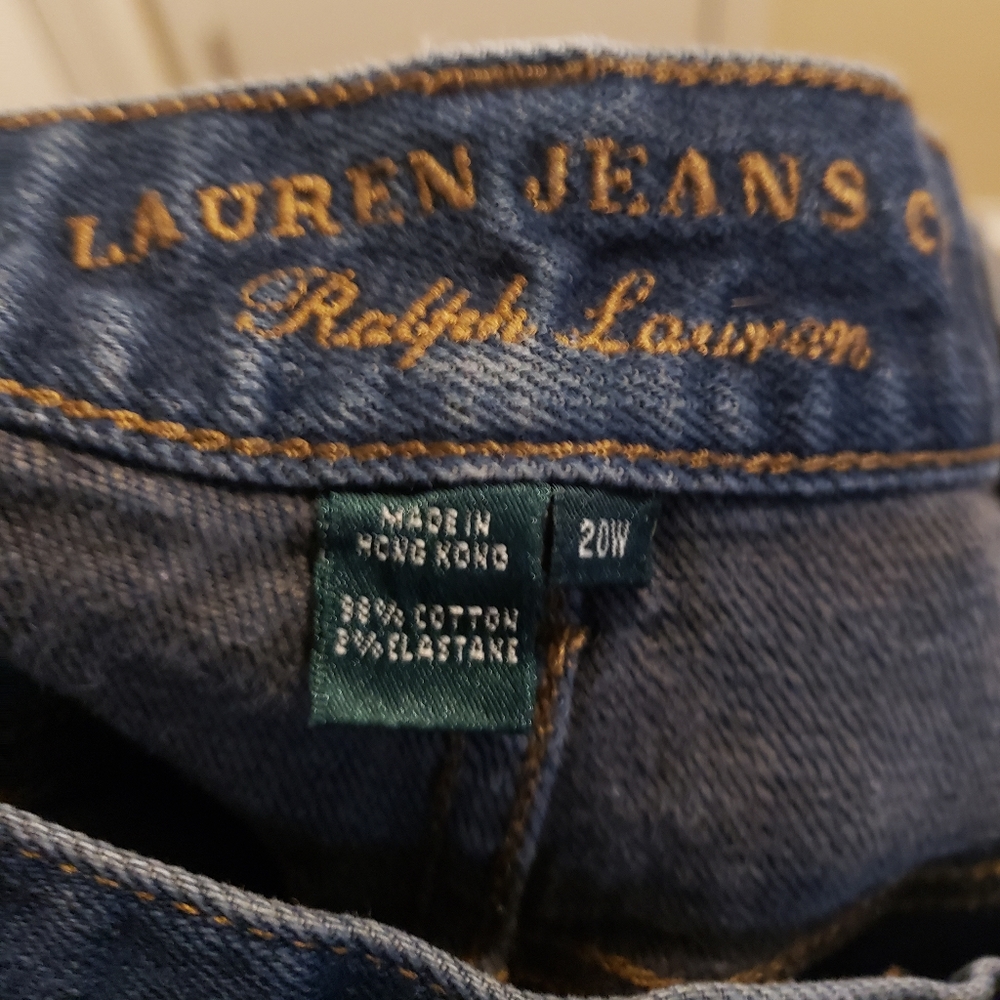 LAUREN JEANS C
Ralph Lauren
MADE IN
HONG KONG
20W
98% COTTON
2% ELASTANE